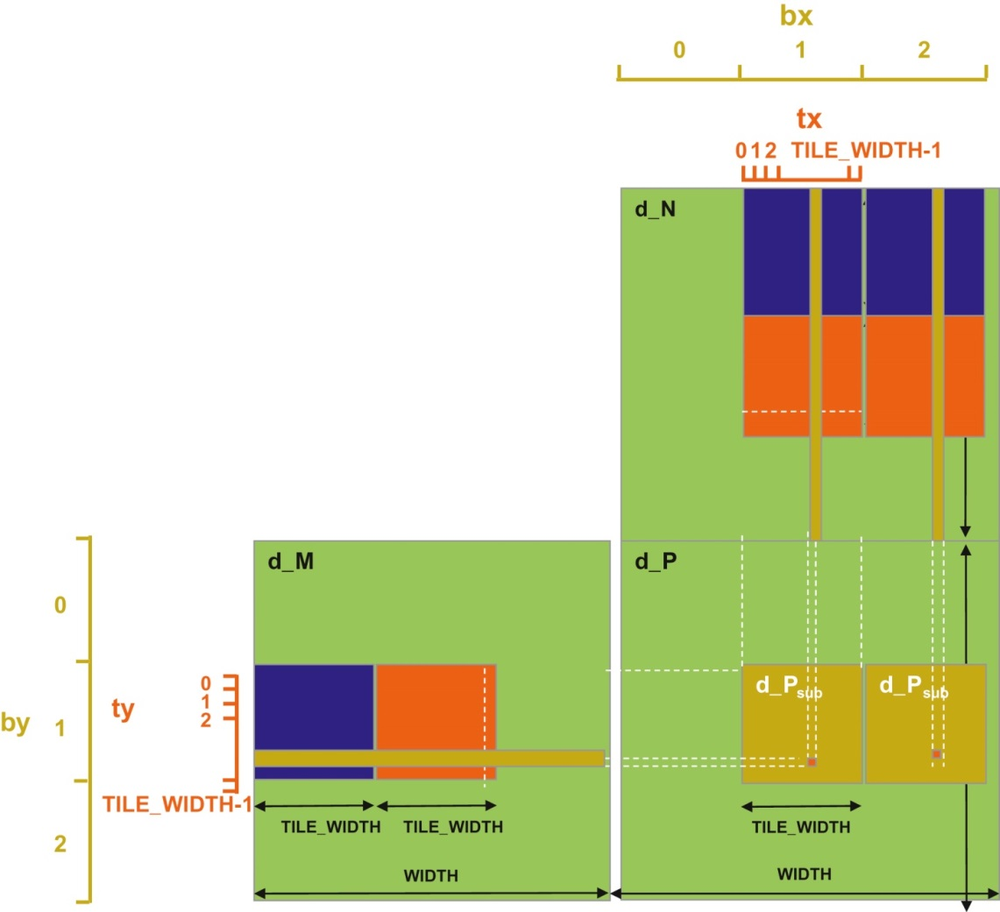 bx
0 1 2
tx
0 1 2 TILE_WIDTH-1
d_N
d_M
d_P
0
1
2
by
ty
0
1
2
TILE_WIDTH-1
d_Psub d_Psub
TILE_WIDTH TILE_WIDTH
TILE_WIDTH
WIDTH
WIDTH